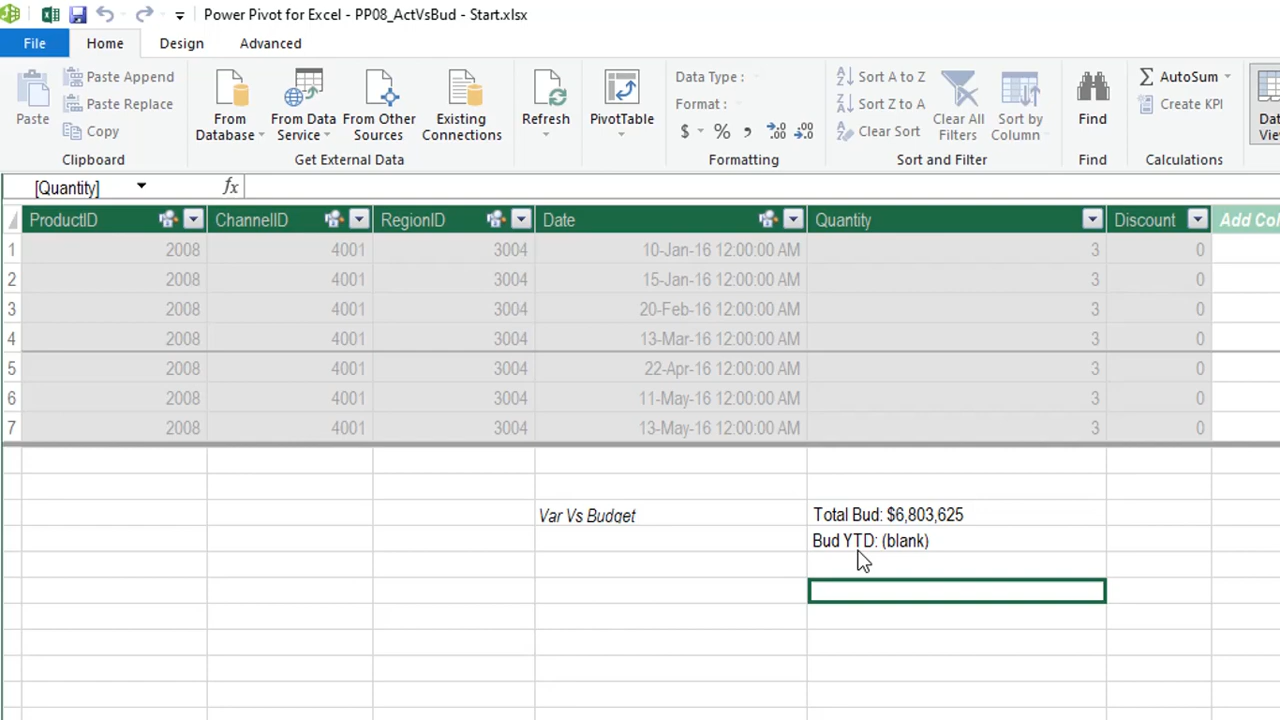 Power Pivot for Excel - PP08_ActVsBud - Start.xlsx
File Home Design Advanced
Paste
Paste Append
Paste Replace
Copy
Clipboard
From Database
From Data Service
From Other Sources
Existing Connections
Get External Data
Refresh
PivotTable
Data Type :
Format :
$ % , .00 .00
Formatting
Sort A to Z
Sort Z to A
Clear Sort
Clear All Filters
Sort by Column
Sort and Filter
Find
Find
AutoSum
Create KPI
Calculations
Data
[Quantity] fx
ProductID ChannelID RegionID Date Quantity Discount Add Col
1 2008 4001 3004 10-Jan-16 12:00:00 AM 3 0
2 2008 4001 3004 15-Jan-16 12:00:00 AM 3 0
3 2008 4001 3004 20-Feb-16 12:00:00 AM 3 0
4 2008 4001 3004 13-Mar-16 12:00:00 AM 3 0
5 2008 4001 3004 22-Apr-16 12:00:00 AM 3 0
6 2008 4001 3004 11-May-16 12:00:00 AM 3 0
7 2008 4001 3004 13-May-16 12:00:00 AM 3 0
Var Vs Budget Total Bud: $6,803,625
Bud YTD: (blank)